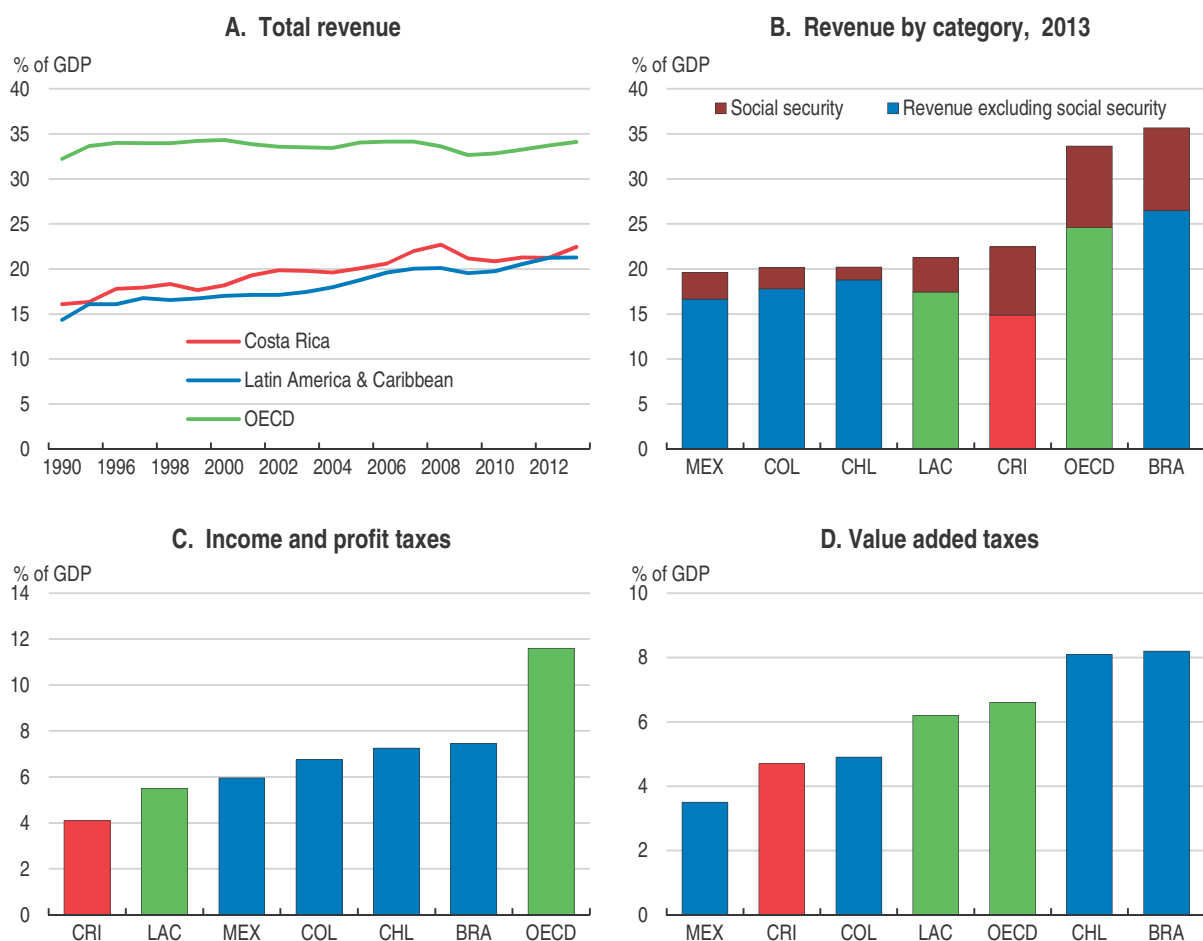 A. Total revenue
% of GDP
40
35
30
25
20
15
10
5
0
Costa Rica
Latin America & Caribbean
OECD
1990 1996 1998 2000 2002 2004 2006 2008 2010 2012
B. Revenue by category, 2013
% of GDP
40
35
30
25
20
15
10
5
0
Social security Revenue excluding social security
MEX COL CHL LAC CRI OECD BRA
C. Income and profit taxes
% of GDP
14
12
10
8
6
4
2
0
CRI LAC MEX COL CHL BRA OECD
D. Value added taxes
% of GDP
10
8
6
4
2
0
MEX CRI COL LAC OECD CHL BRA